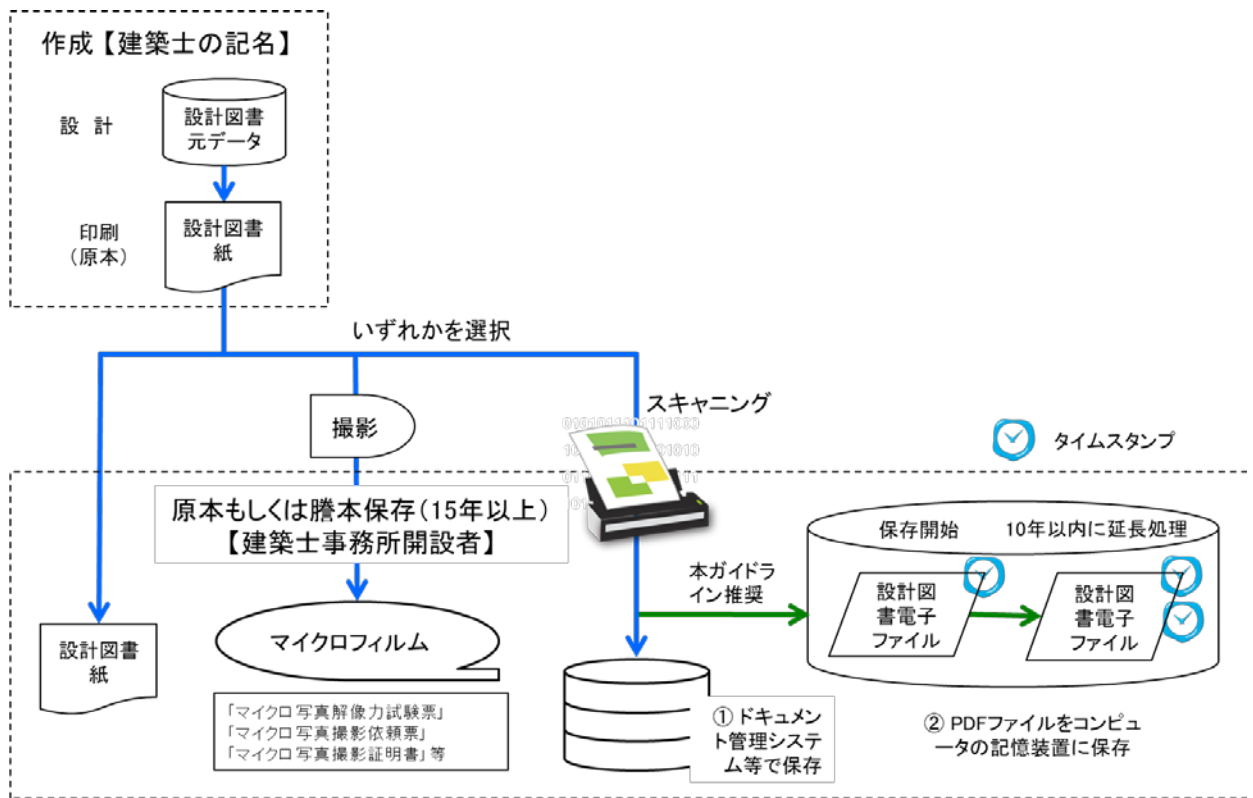 作成【建築士の記名】
設 計
設計図書
元データ
印刷
（原本）
設計図書
紙
いずれかを選択
撮影
スキャニング
タイムスタンプ
原本もしくは謄本保存（15年以上）
【建築士事務所開設者】
設計図書
紙
マイクロフィルム
「マイクロ写真解像力試験票」
「マイクロ写真撮影依頼票」
「マイクロ写真撮影証明書」等
① ドキュメン
ト管理システ
ム等で保存
本ガイドラ
イン推奨
保存開始
10年以内に延長処理
設計図
書電子
ファイル
設計図
書電子
ファイル
② PDFファイルをコンピュ
ータの記憶装置に保存